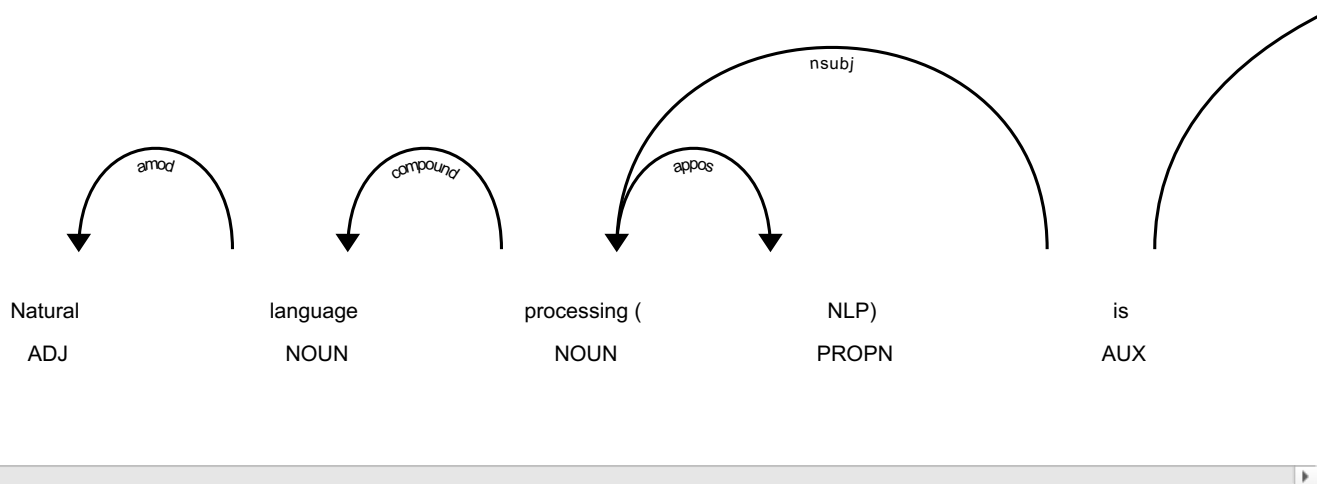 nsubj
amod compound appos
Natural language processing ( NLP) is
ADJ NOUN NOUN PROPN AUX